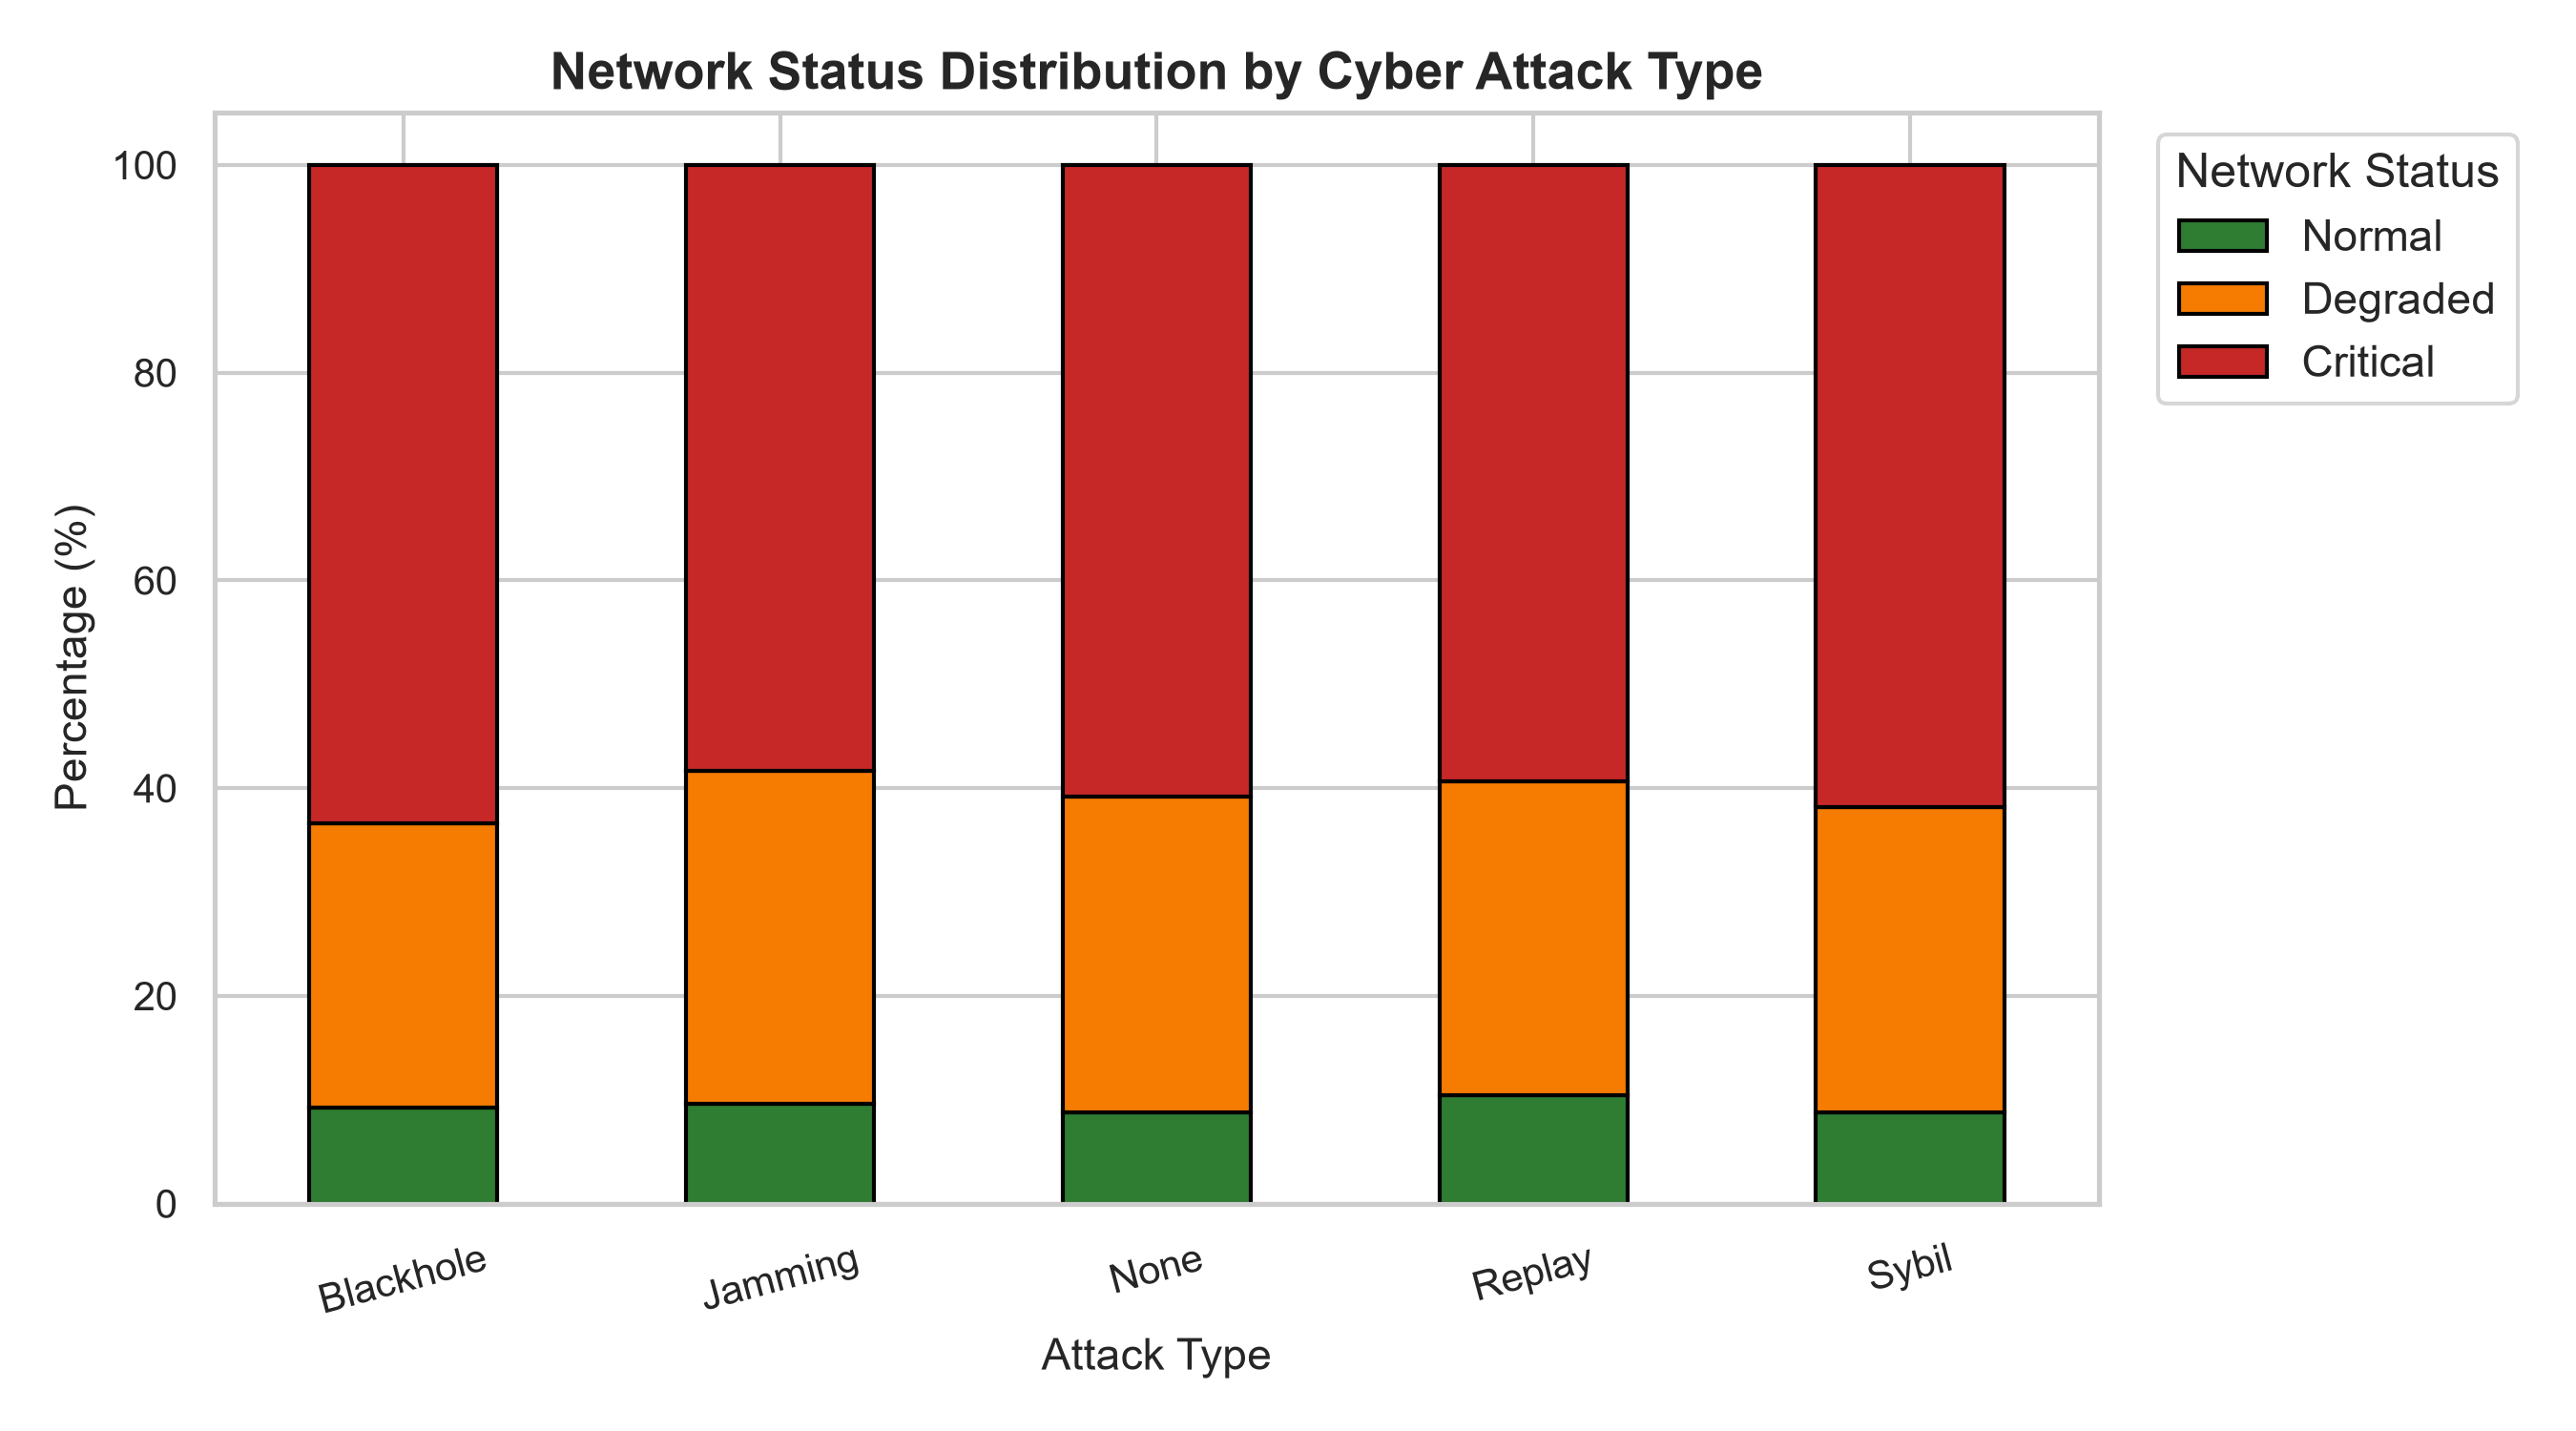 Network Status Distribution by Cyber Attack Type
Network Status
Normal
Degraded
Critical
Percentage (%)
100
80
60
40
20
0
Blackhole
Jamming
None
Replay
Sybil
Attack Type